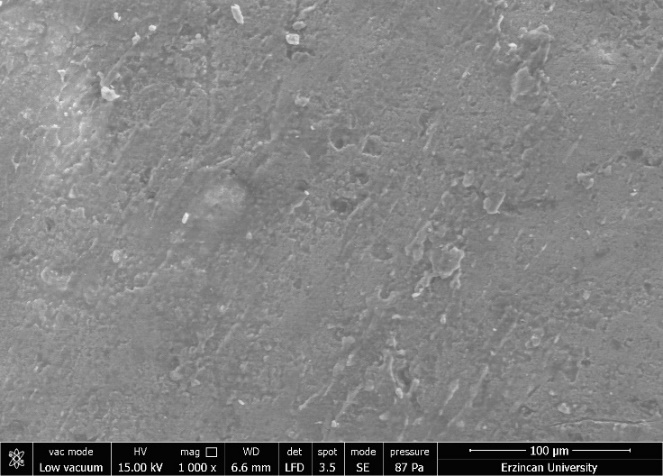 vac mode HV mag WD det spot mode pressure 100 µm
Low vacuum 15.00 kV 1 000 x 6.6 mm LFD 3.5 SE 87 Pa Erzincan University